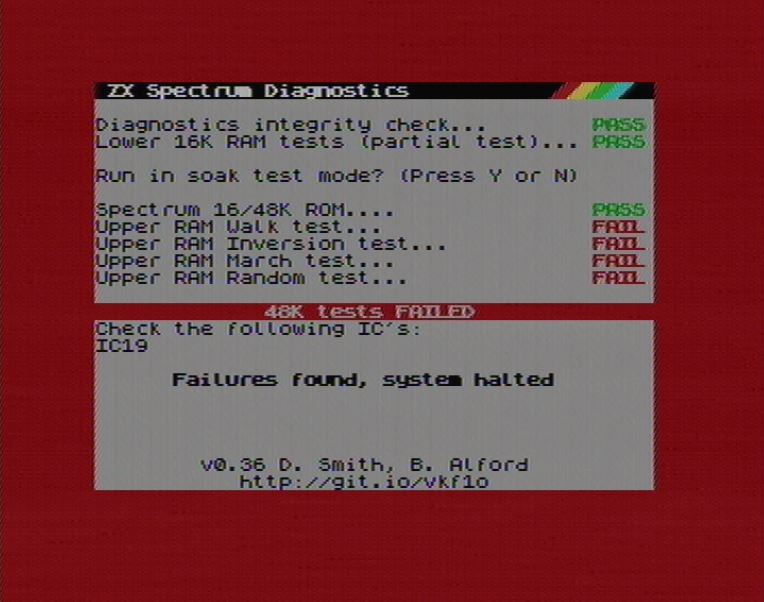 ZX Spectrum Diagnostics
Diagnostics integrity check... PASS
Lower 16K RAM tests (partial test)... PASS
Run in soak test mode? (Press Y or N)
Spectrum 16/48K ROM.... PASS
Upper RAM Walk test... FAIL
Upper RAM Inversion test... FAIL
Upper RAM March test... FAIL
Upper RAM Random test... FAIL
48K tests FAILED
Check the following IC's:
IC19
Failures found, system halted
v0.36 D. Smith, B. Alford
http://git.io/vkf1o